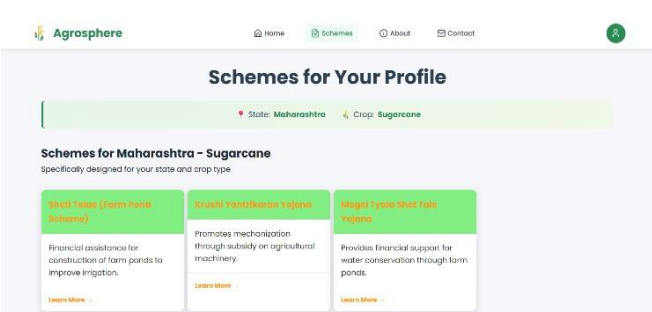 Agrosphere
Home
Schemes
About
Contact
Schemes for Your Profile
State: Maharashtra
Crop: Sugarcane
Schemes for Maharashtra - Sugarcane
Specifically designed for your state and crop type
(Farm Pond
Scheme)
Krushi Yantrikaran Yojana
Magel Tyala Shet Tale
Yojana
Financial assistance for
construction of farm ponds to
improve irrigation.
Learn More →
Promotes mechanization
through subsidy on agricultural
machinery.
Learn More →
Provides financial support for
water conservation through farm
ponds.
Learn More →